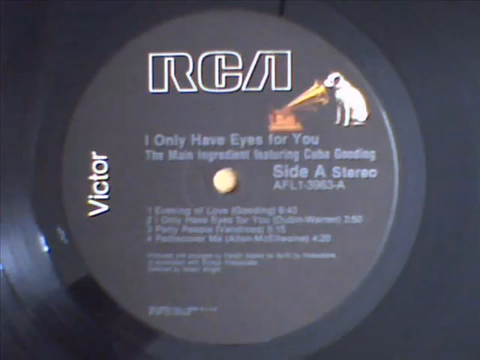 RCA
Victor
I Only Have Eyes for You
The Main Ingredient featuring Cuba Gooding
Side A Stereo
AFL1-3963-A
1 Evening of Love (Gooding) 6:43
2 I Only Have Eyes for You (Dubin-Warren) 3:50
3 Party People (Vandross) 5:15
4 Rediscover Me (Allen-McElwaine) 4:20